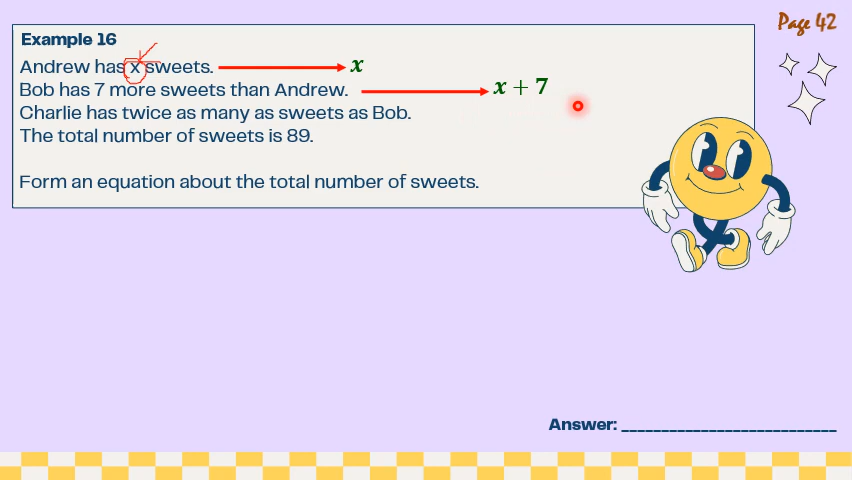 Page 42
Example 16
Andrew has x sweets. x
Bob has 7 more sweets than Andrew. x + 7
Charlie has twice as many as sweets as Bob.
The total number of sweets is 89.
Form an equation about the total number of sweets.
Answer: ___________________________